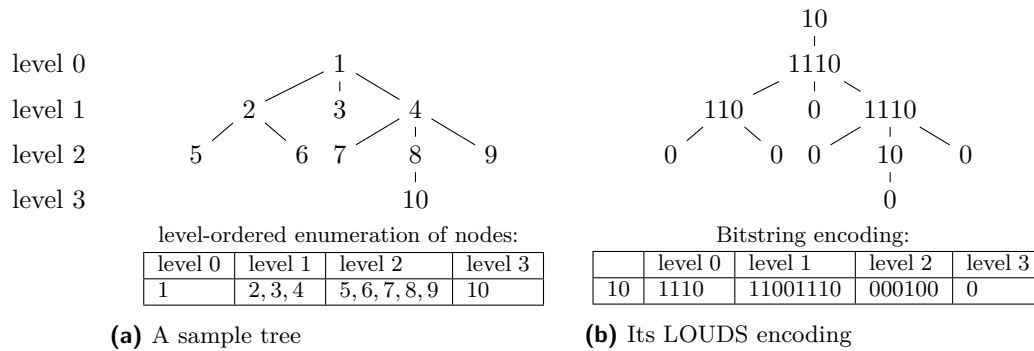 10
level 0 1 1110
level 1 2 3 4 110 0 1110
level 2 5 6 7 8 9 0 0 0 10 0
level 3 10 0
level-ordered enumeration of nodes: Bitstring encoding:
level 0 level 1 level 2 level 3 level 0 level 1 level 2 level 3
1 2, 3, 4 5, 6, 7, 8, 9 10 10 1110 11001110 000100 0
(a) A sample tree (b) Its LOUDS encoding